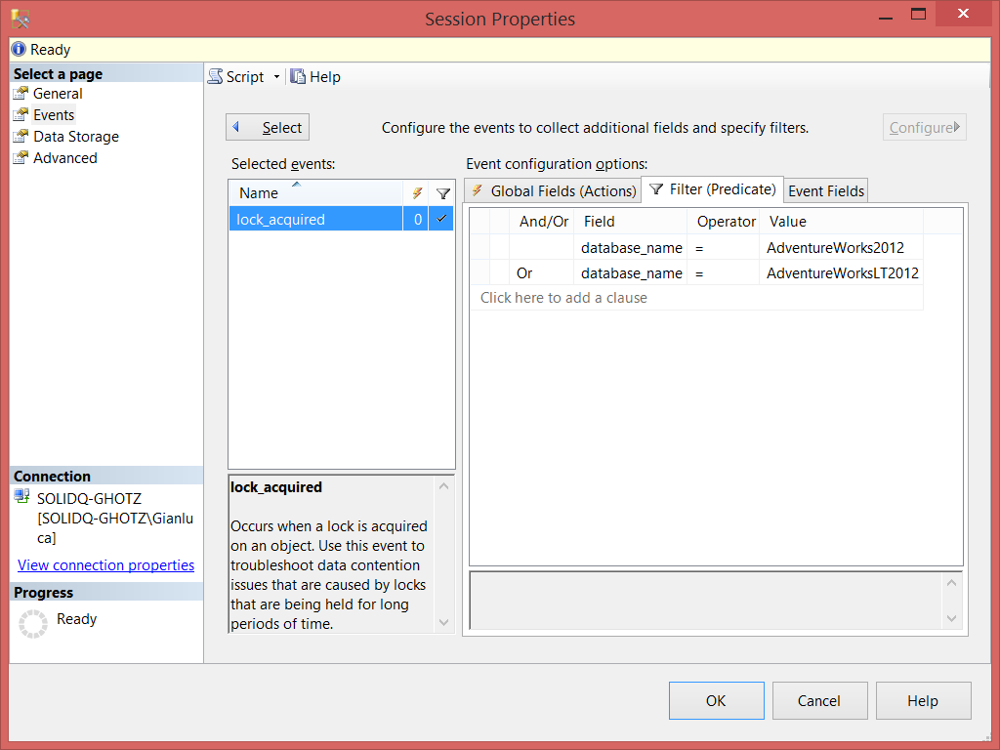 Session Properties
Ready
Select a page
General
Events
Data Storage
Advanced
Connection
SOLIDQ-GHOTZ
[SOLIDQ-GHOTZ\Gianlu
ca]
View connection properties
Progress
Ready
Script Help
Select Configure the events to collect additional fields and specify filters. Configure
Selected events:
Name
lock_acquired 0
lock_acquired
Occurs when a lock is acquired
on an object. Use this event to
troubleshoot data contention
issues that are caused by locks
that are being held for long
periods of time.
Event configuration options:
Global Fields (Actions) Filter (Predicate) Event Fields
And/Or Field Operator Value
database_name = AdventureWorks2012
Or database_name = AdventureWorksLT2012
Click here to add a clause
OK Cancel Help